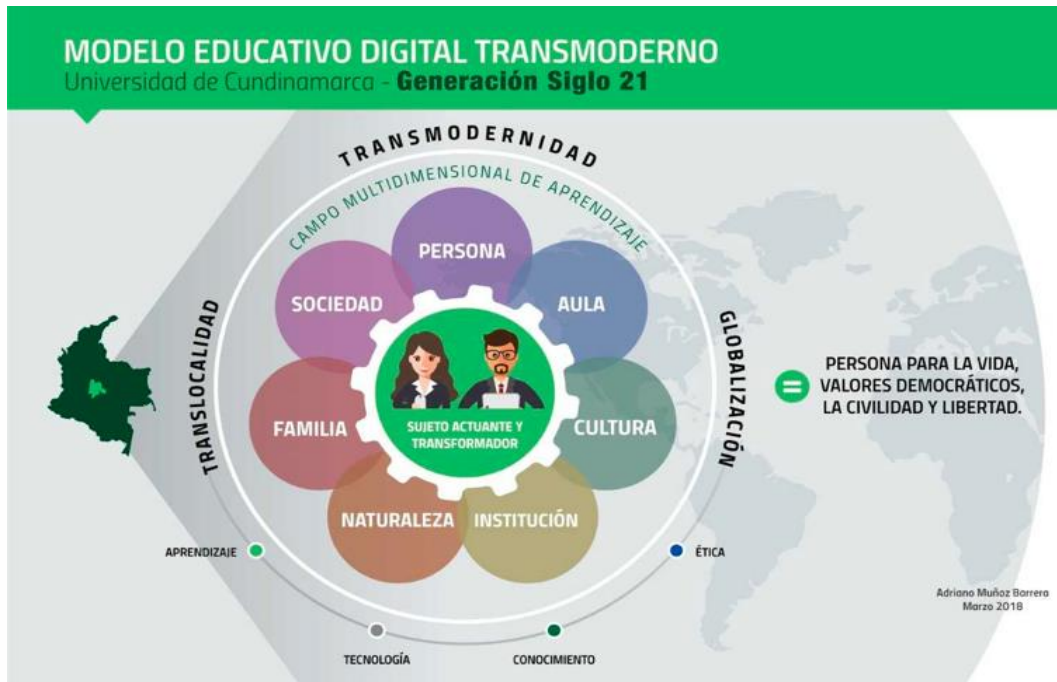 MODELO EDUCATIVO DIGITAL TRANSMODERNO
Universidad de Cundinamarca - Generación Siglo 21
TRANSMODERNIDAD
CAMPO MULTIDIMENSIONAL DE APRENDIZAJE
PERSONA
SOCIEDAD
AULA
TRANSLOCALIDAD
GLOBALIZACIÓN
FAMILIA
SUJETO ACTUANTE Y
TRANSFORMADOR
CULTURA
PERSONA PARA LA VIDA,
VALORES DEMOCRÁTICOS,
LA CIVILIDAD Y LIBERTAD.
NATURALEZA
INSTITUCIÓN
APRENDIZAJE
ÉTICA
TECNOLOGÍA
CONOCIMIENTO
Adriano Muñoz Barrera
Marzo 2018